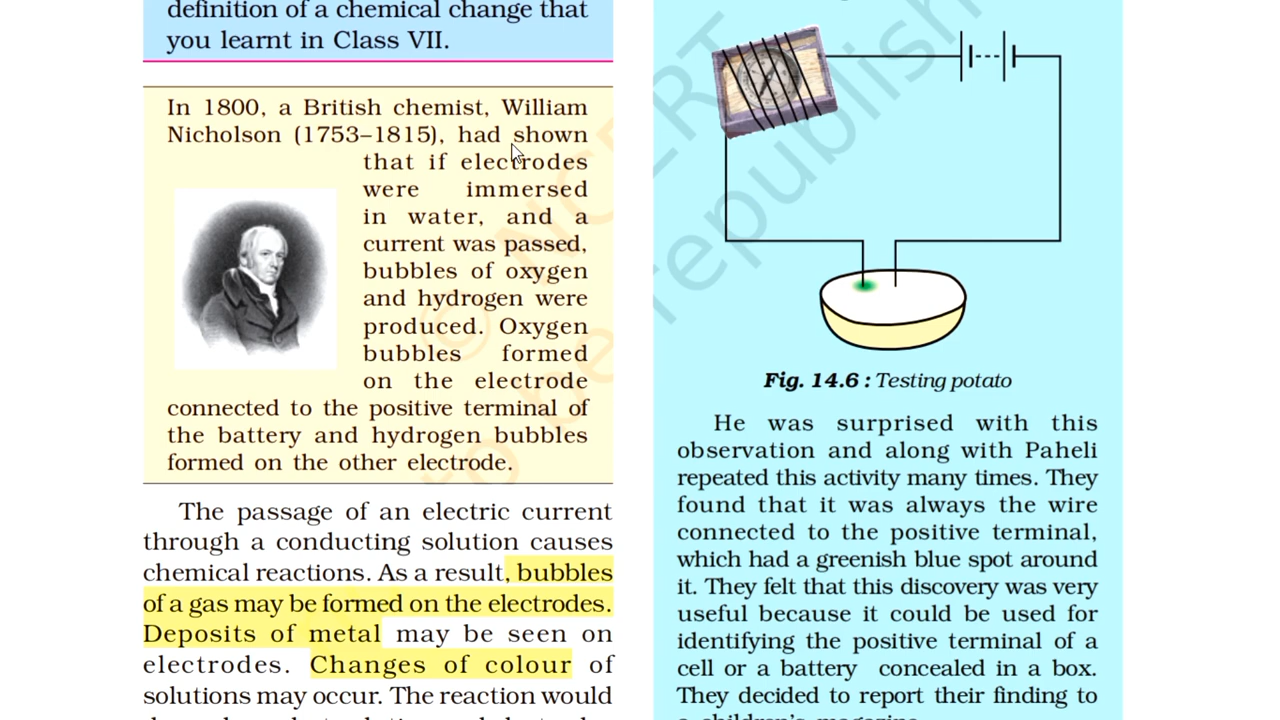 definition of a chemical change that
you learnt in Class VII.
In 1800, a British chemist, William
Nicholson (1753–1815), had shown
that if electrodes
were immersed
in water, and a
current was passed,
bubbles of oxygen
and hydrogen were
produced. Oxygen
bubbles formed
on the electrode
connected to the positive terminal of
the battery and hydrogen bubbles
formed on the other electrode.
The passage of an electric current
through a conducting solution causes
chemical reactions. As a result, bubbles
of a gas may be formed on the electrodes.
Deposits of metal may be seen on
electrodes. Changes of colour of
solutions may occur. The reaction would
Fig. 14.6 : Testing potato
He was surprised with this
observation and along with Paheli
repeated this activity many times. They
found that it was always the wire
connected to the positive terminal,
which had a greenish blue spot around
it. They felt that this discovery was very
useful because it could be used for
identifying the positive terminal of a
cell or a battery concealed in a box.
They decided to report their finding to
a children's magazine.